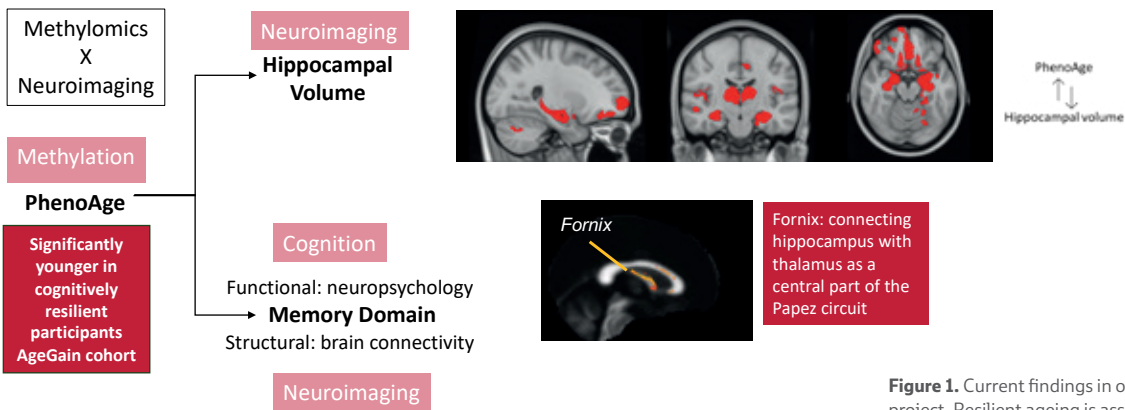 Methylomics
X
Neuroimaging
Methylation
PhenoAge
Significantly
younger in
cognitively
resilient
participants
AgeGain cohort
Neuroimaging
Hippocampal
Volume
PhenoAge
Hippocampal volume
Cognition
Functional: neuropsychology
Memory Domain
Structural: brain connectivity
Neuroimaging
Fornix
Fornix: connecting
hippocampus with
thalamus as a
central part of the
Papez circuit
Figure 1. Current findings in o
project. Resilient ageing is ass